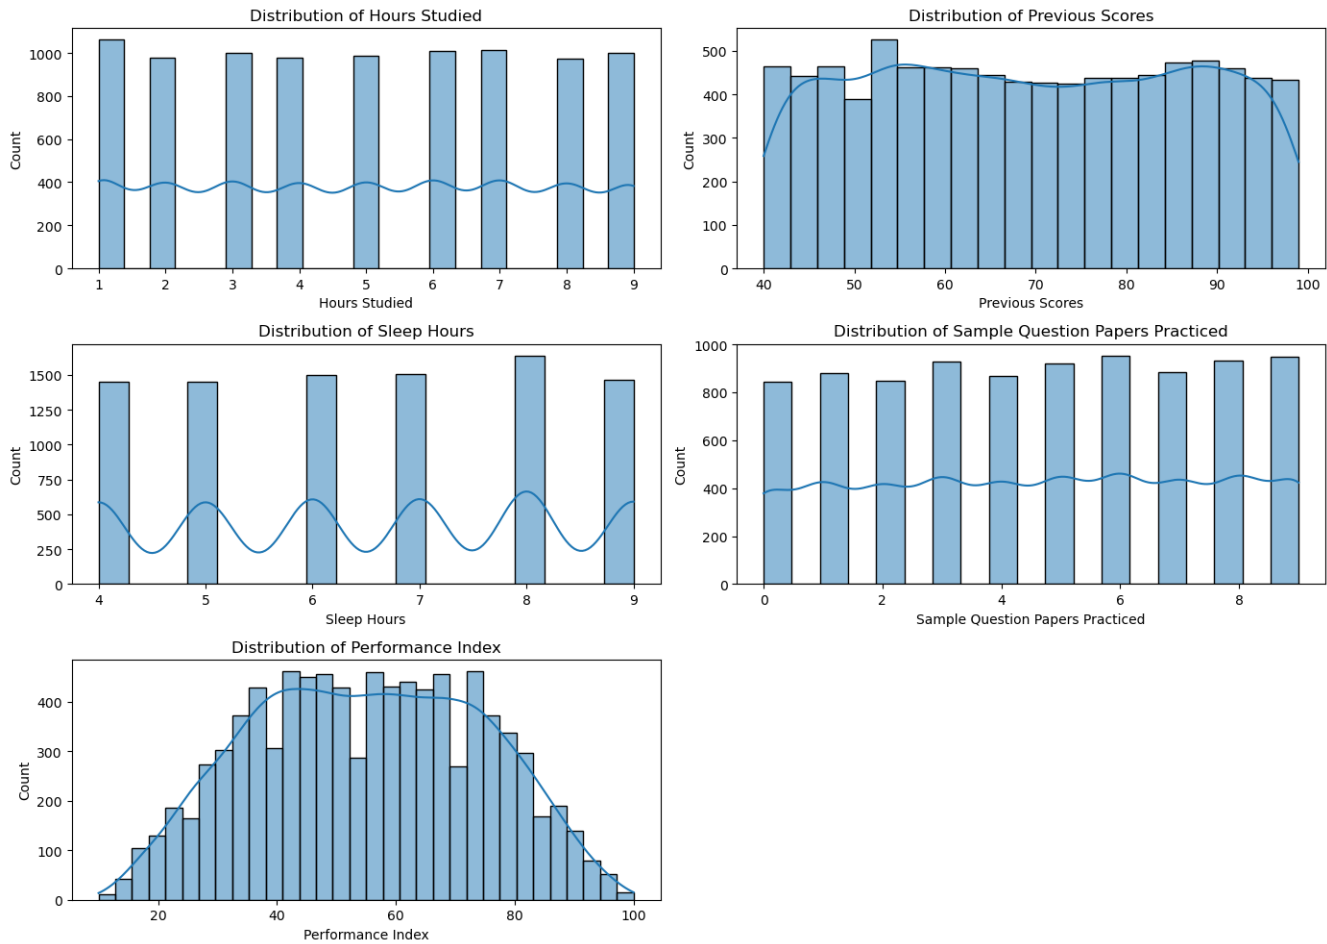 Distribution of Hours Studied
Count
1000
800
600
400
200
0
1 2 3 4 5 6 7 8 9
Hours Studied
Distribution of Previous Scores
Count
500
400
300
200
100
0
40 50 60 70 80 90 100
Previous Scores
Distribution of Sleep Hours
Count
1500
1250
1000
750
500
250
0
4 5 6 7 8 9
Sleep Hours
Distribution of Sample Question Papers Practiced
Count
1000
800
600
400
200
0
0 2 4 6 8
Sample Question Papers Practiced
Distribution of Performance Index
Count
400
300
200
100
0
20 40 60 80 100
Performance Index